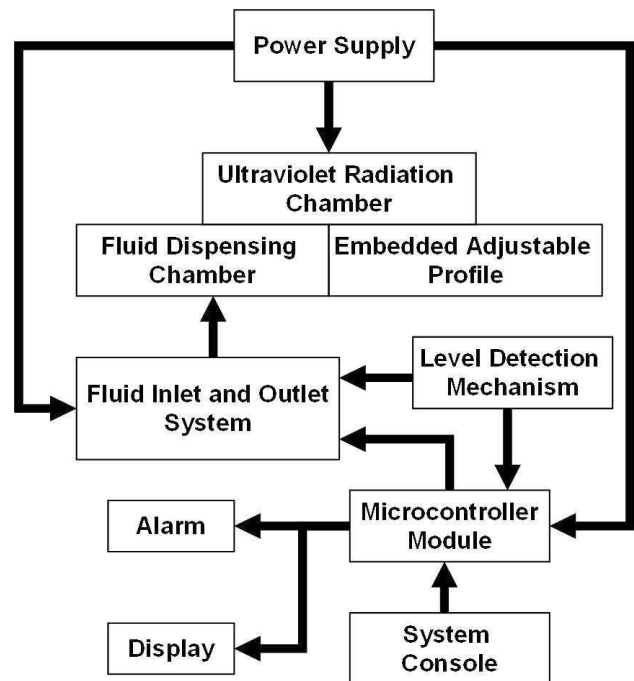 Power Supply
Ultraviolet Radiation
Chamber
Fluid Dispensing
Chamber
Embedded Adjustable
Profile
Level Detection
Mechanism
Fluid Inlet and Outlet
System
Alarm
Microcontroller
Module
Display
System
Console